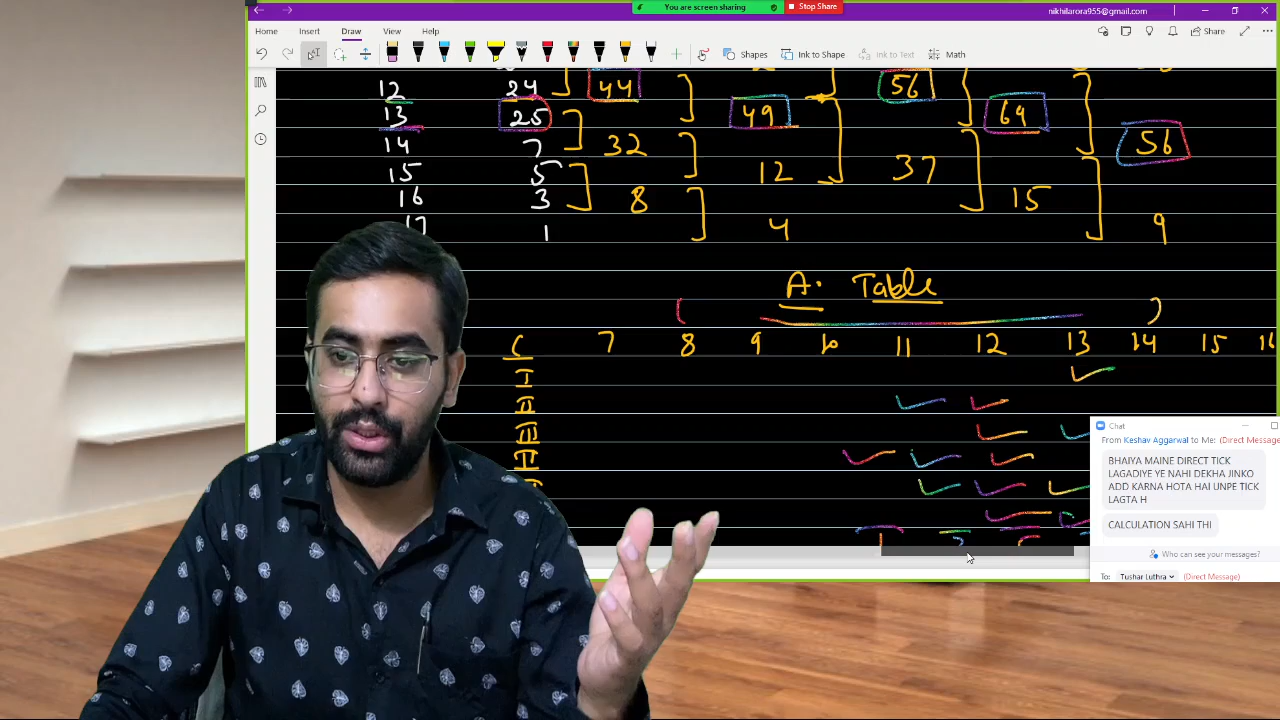 You are screen sharing
Stop Share
nikhilarora955@gmail.com
Home Insert Draw View Help
Share
Shapes
Ink to Shape
Ink to Text
Math
12 24 44 56
13 25 49 64
14 7 32 56
15 5 12 37
16 3 8 15
17 1 4 9
A. Table
C 7 8 9 10 11 12 13 14 15 16
I
II
III
IV
Chat
From Keshav Aggarwal to Me: (Direct Message)
BHAIYA MAINE DIRECT TICK
LAGADIYE YE NAHI DEKHA JINKO
ADD KARNA HOTA HAI UNPE TICK
LAGTA H
CALCULATION SAHI THI
Who can see your messages?
To: Tushar Luthra (Direct Message)